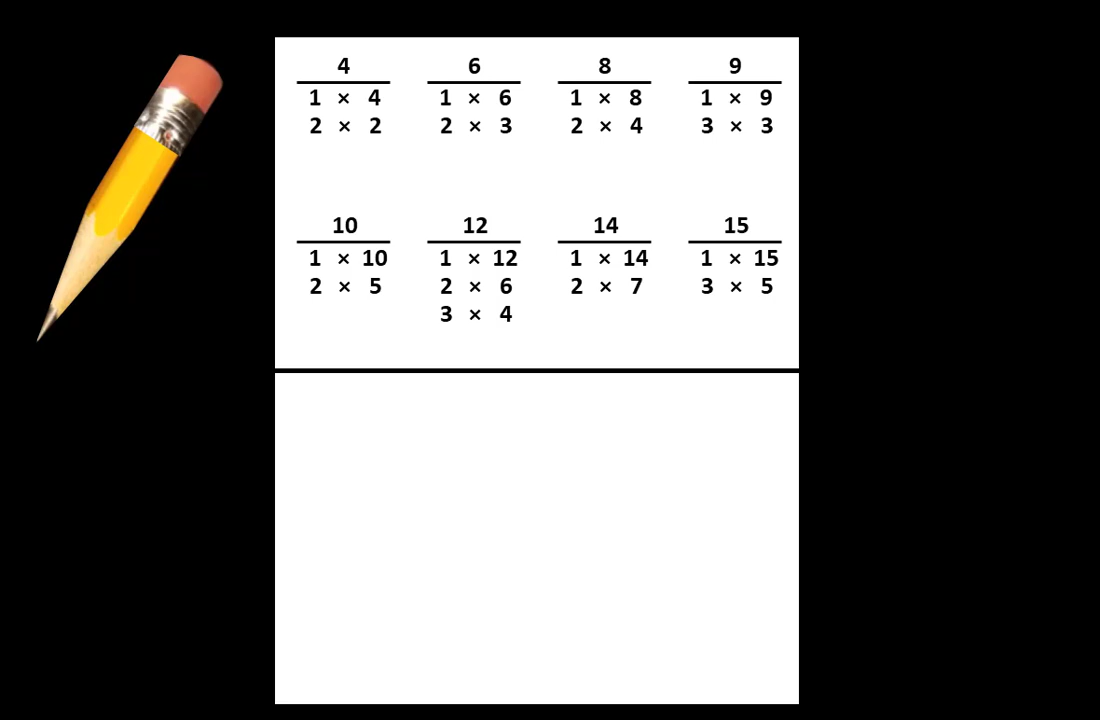 4 6 8 9
1 × 4 1 × 6 1 × 8 1 × 9
2 × 2 2 × 3 2 × 4 3 × 3
10 12 14 15
1 × 10 1 × 12 1 × 14 1 × 15
2 × 5 2 × 6 2 × 7 3 × 5
3 × 4